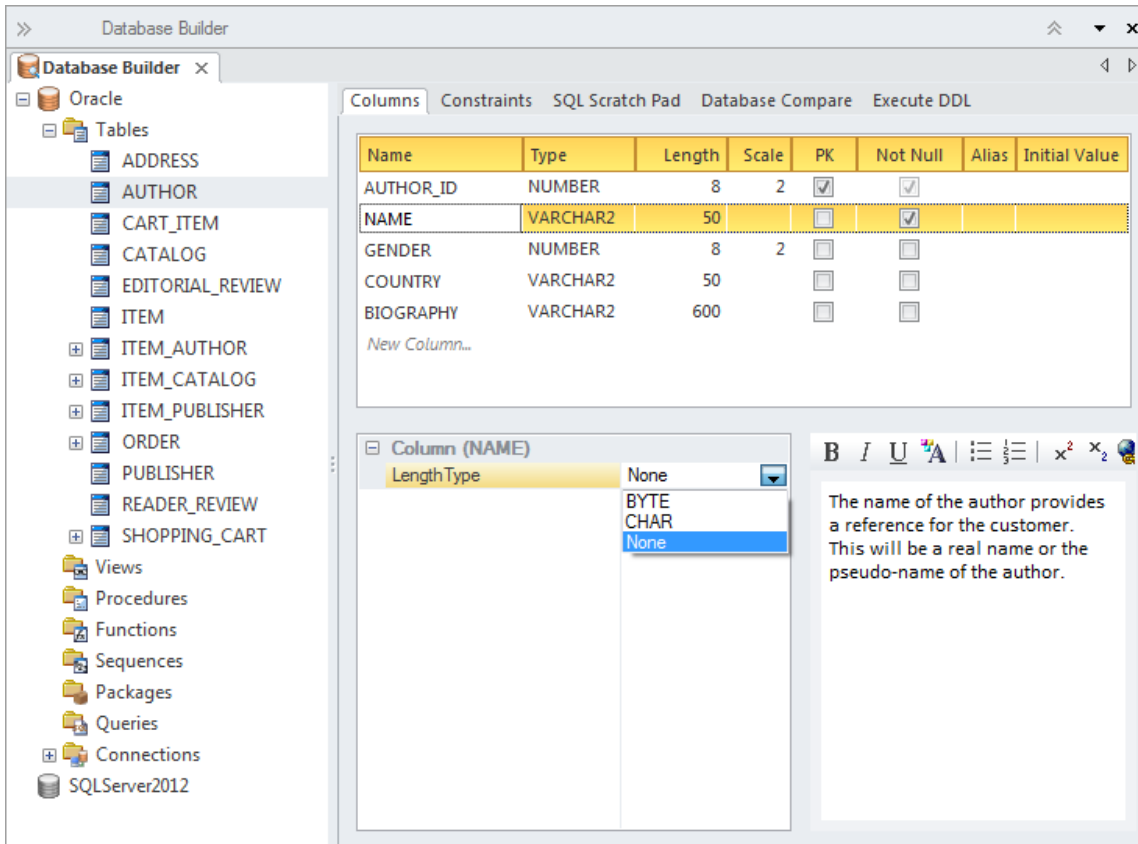 Database Builder
Database Builder
Oracle
Tables
ADDRESS
AUTHOR
CART_ITEM
CATALOG
EDITORIAL_REVIEW
ITEM
ITEM_AUTHOR
ITEM_CATALOG
ITEM_PUBLISHER
ORDER
PUBLISHER
READER_REVIEW
SHOPPING_CART
Views
Procedures
Functions
Sequences
Packages
Queries
Connections
SQLServer2012
Columns Constraints SQL Scratch Pad Database Compare Execute DDL
Name Type Length Scale PK Not Null Alias Initial Value
AUTHOR_ID NUMBER 8 2
NAME VARCHAR2 50
GENDER NUMBER 8 2
COUNTRY VARCHAR2 50
BIOGRAPHY VARCHAR2 600
New Column...
Column (NAME)
LengthType None
BYTE
CHAR
None
B I U A x² x₂
The name of the author provides
a reference for the customer.
This will be a real name or the
pseudo-name of the author.